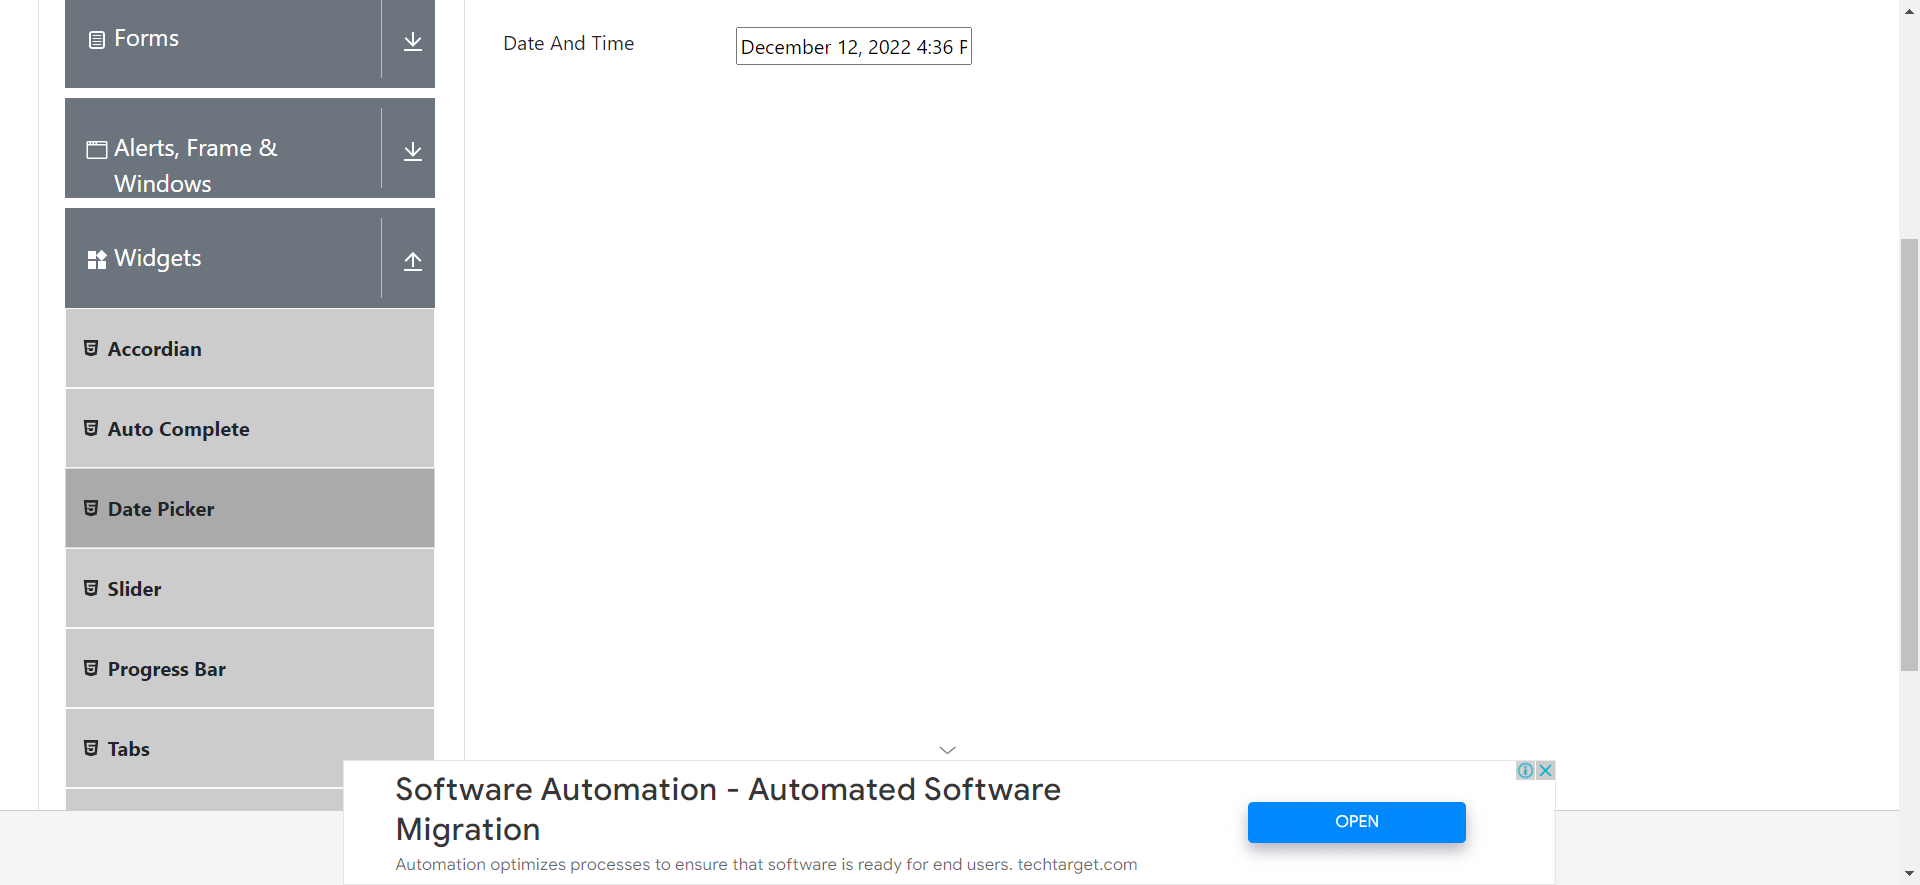 Forms
Alerts, Frame &
Windows
Widgets
Accordian
Auto Complete
Date Picker
Slider
Progress Bar
Tabs
Date And Time
December 12, 2022 4:36 P
Software Automation - Automated Software
Migration
Automation optimizes processes to ensure that software is ready for end users. techtarget.com
OPEN